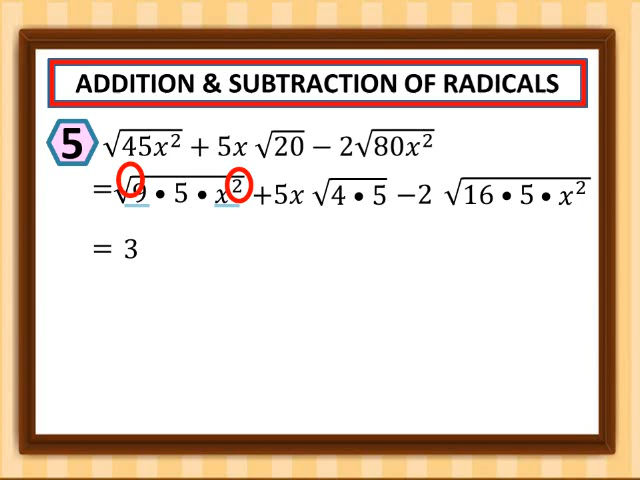 ADDITION & SUBTRACTION OF RADICALS
5 √45x² + 5x √20 − 2√80x²
= √9 • 5 • x² +5x √4 • 5 −2 √16 • 5 • x²
= 3